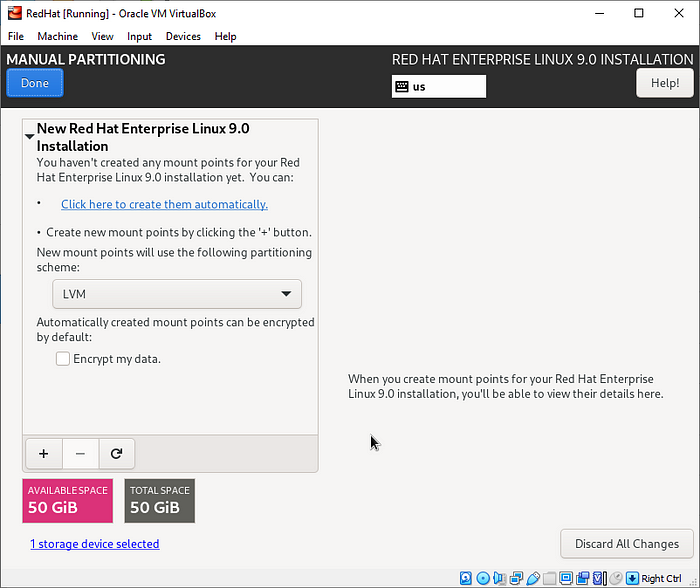 RedHat [Running] - Oracle VM VirtualBox
File Machine View Input Devices Help
MANUAL PARTITIONING
RED HAT ENTERPRISE LINUX 9.0 INSTALLATION
Done
us
Help!
New Red Hat Enterprise Linux 9.0
Installation
You haven't created any mount points for your Red
Hat Enterprise Linux 9.0 installation yet. You can:
• Click here to create them automatically.
• Create new mount points by clicking the '+' button.
New mount points will use the following partitioning
scheme:
LVM
Automatically created mount points can be encrypted
by default:
Encrypt my data.
When you create mount points for your Red Hat Enterprise
Linux 9.0 installation, you'll be able to view their details here.
+ −
AVAILABLE SPACE
50 GiB
TOTAL SPACE
50 GiB
1 storage device selected
Discard All Changes
Right Ctrl